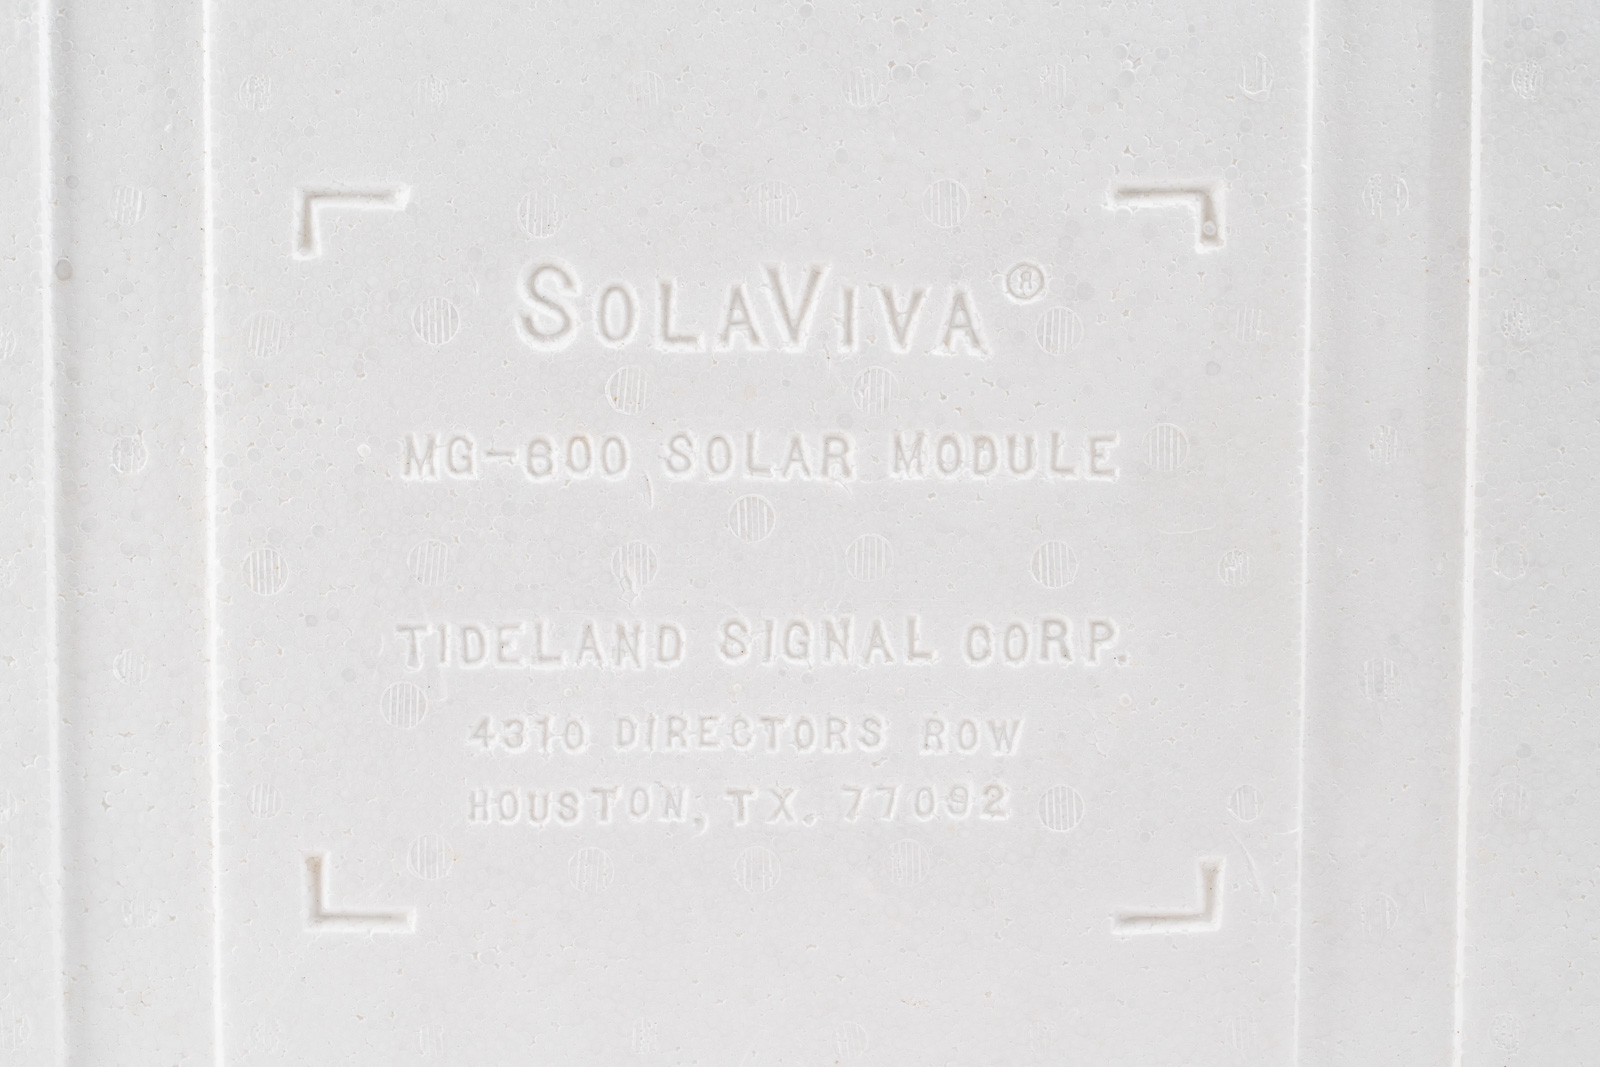 SOLAVIVA®
MG-600 SOLAR MODULE
TIDELAND SIGNAL CORP.
4310 DIRECTORS ROW
HOUSTON, TX. 77092